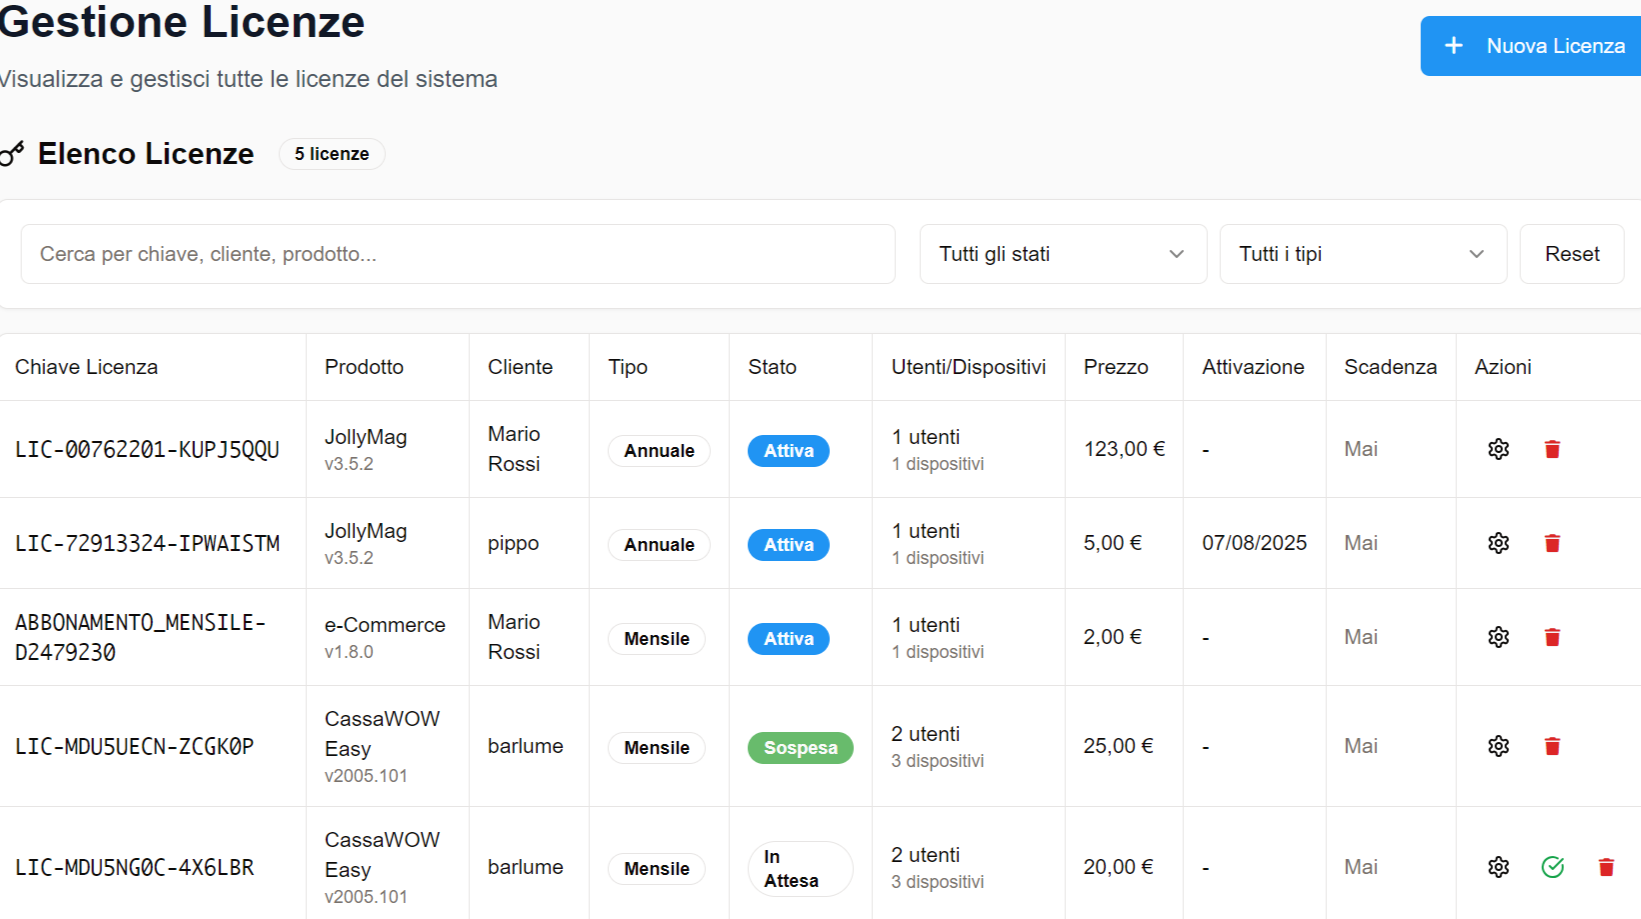 Gestione Licenze
Visualizza e gestisci tutte le licenze del sistema
Nuova Licenza
Elenco Licenze
5 licenze
Cerca per chiave, cliente, prodotto...
Tutti gli stati
Tutti i tipi
Reset
Chiave Licenza Prodotto Cliente Tipo Stato Utenti/Dispositivi Prezzo Attivazione Scadenza Azioni
LIC-00762201-KUPJ5QQU
JollyMag
v3.5.2
Mario
Rossi
Annuale
Attiva
1 utenti
1 dispositivi
123,00 €
-
Mai
LIC-72913324-IPWAISTM
JollyMag
v3.5.2
pippo
Annuale
Attiva
1 utenti
1 dispositivi
5,00 €
07/08/2025
Mai
ABBONAMENTO_MENSILE-
D2479230
e-Commerce
v1.8.0
Mario
Rossi
Mensile
Attiva
1 utenti
1 dispositivi
2,00 €
-
Mai
LIC-MDU5UECN-ZCGK0P
CassaWOW
Easy
v2005.101
barlume
Mensile
Sospesa
2 utenti
3 dispositivi
25,00 €
-
Mai
LIC-MDU5NG0C-4X6LBR
CassaWOW
Easy
v2005.101
barlume
Mensile
In
Attesa
2 utenti
3 dispositivi
20,00 €
-
Mai